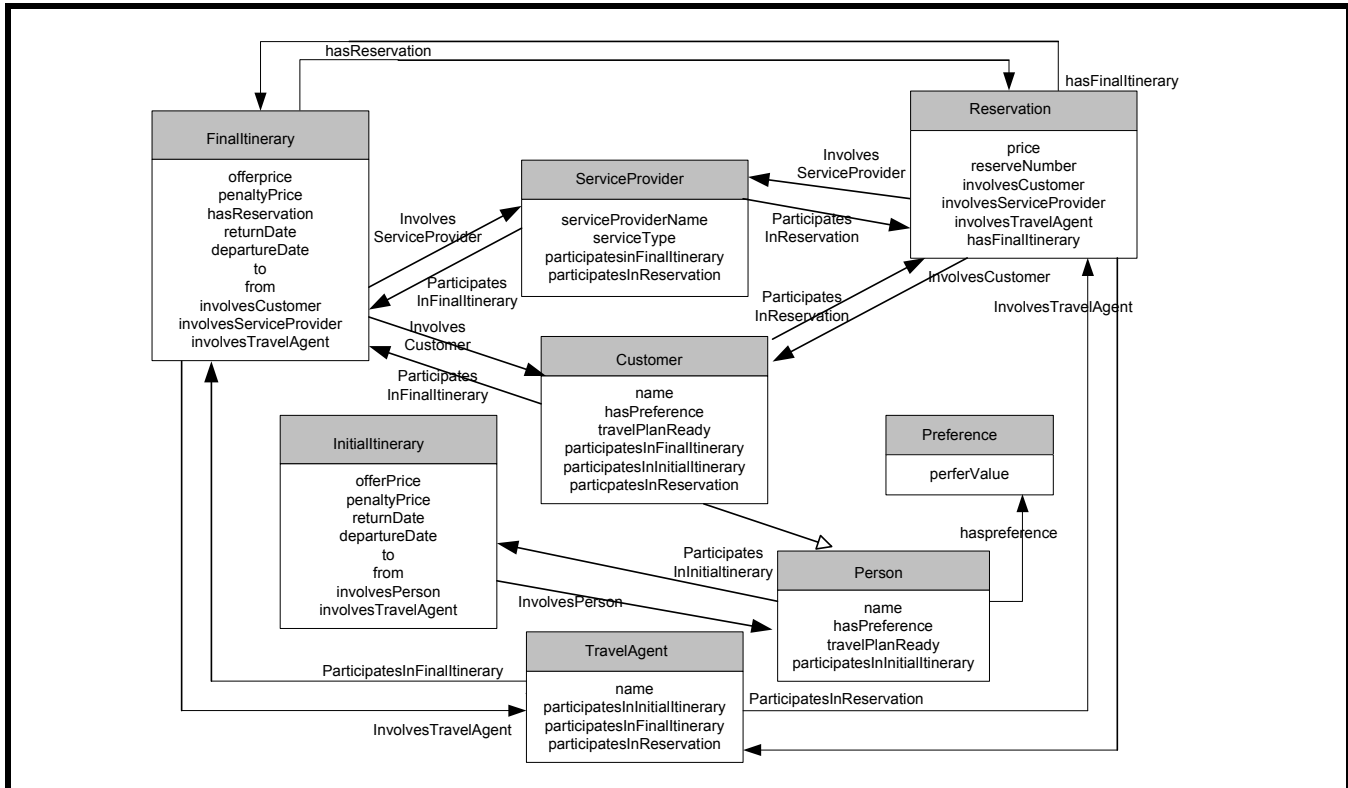 hasReservation
hasFinalItinerary
FinalItinerary
offerprice
penaltyPrice
hasReservation
returnDate
departureDate
to
from
involvesCustomer
involvesServiceProvider
involvesTravelAgent
Involves
ServiceProvider
Participates
InFinalItinerary
Involves
Customer
Participates
InFinalItinerary
ServiceProvider
serviceProviderName
serviceType
participatesinFinalItinerary
participatesInReservation
Involves
ServiceProvider
Participates
InReservation
Reservation
price
reserveNumber
involvesCustomer
involvesServiceProvider
involvesTravelAgent
hasFinalItinerary
Participates
InReservation
InvolvesCustomer
InvolvesTravelAgent
Customer
name
hasPreference
travelPlanReady
participatesInFinalItinerary
participatesInInitialItinerary
particpatesInReservation
InitialItinerary
offerPrice
penaltyPrice
returnDate
departureDate
to
from
involvesPerson
involvesTravelAgent
Preference
perferValue
haspreference
Participates
InInitialtinerary
InvolvesPerson
Person
name
hasPreference
travelPlanReady
participatesInInitialItinerary
ParticipatesInFinalItinerary
InvolvesTravelAgent
TravelAgent
name
participatesInInitialItinerary
participatesInFinalItinerary
participatesInReservation
ParticipatesInReservation